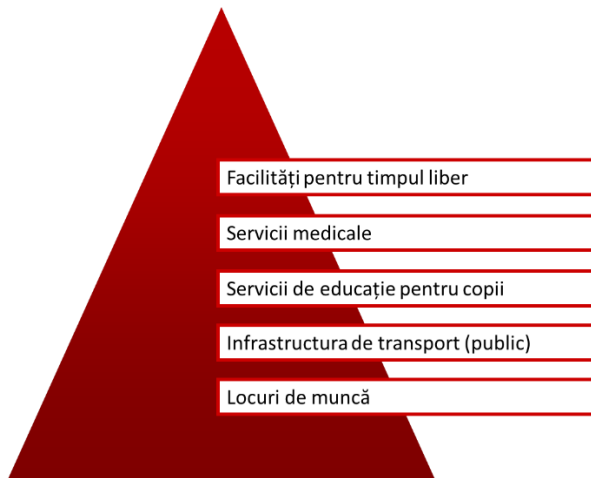 Facilități pentru timpul liber
Servicii medicale
Servicii de educație pentru copii
Infrastructura de transport (public)
Locuri de muncă